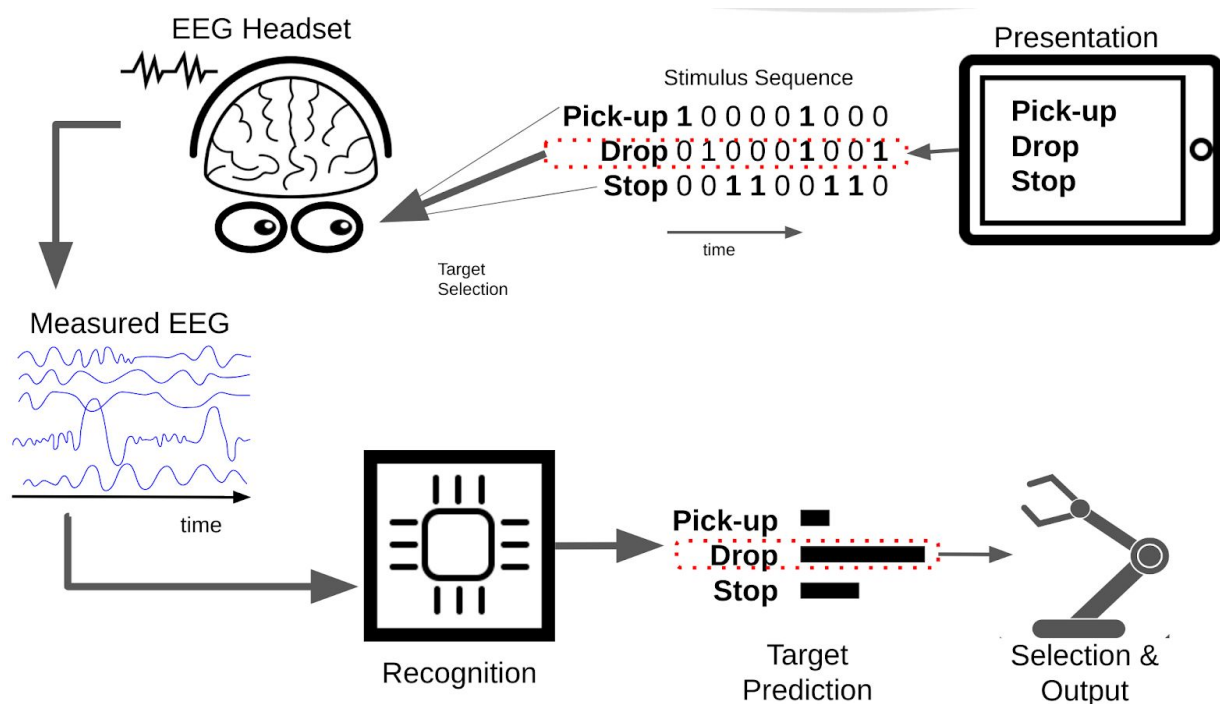 EEG Headset
Presentation
Stimulus Sequence
Pick-up 1 0 0 0 0 1 0 0 0
Drop 0 1 0 0 0 1 0 0 1
Stop 0 0 1 1 0 0 1 1 0
time
Pick-up
Drop
Stop
Target
Selection
Measured EEG
time
Recognition
Pick-up
Drop
Stop
Target
Prediction
Selection &
Output